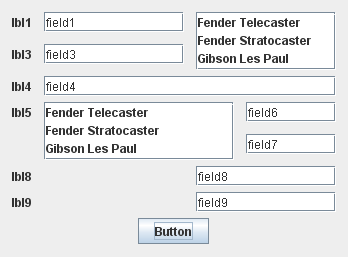 lbl1 field1 Fender Telecaster
Fender Stratocaster
lbl3 field3 Gibson Les Paul
lbl4 field4
lbl5 Fender Telecaster field6
Fender Stratocaster
Gibson Les Paul field7
lbl8 field8
lbl9 field9
Button